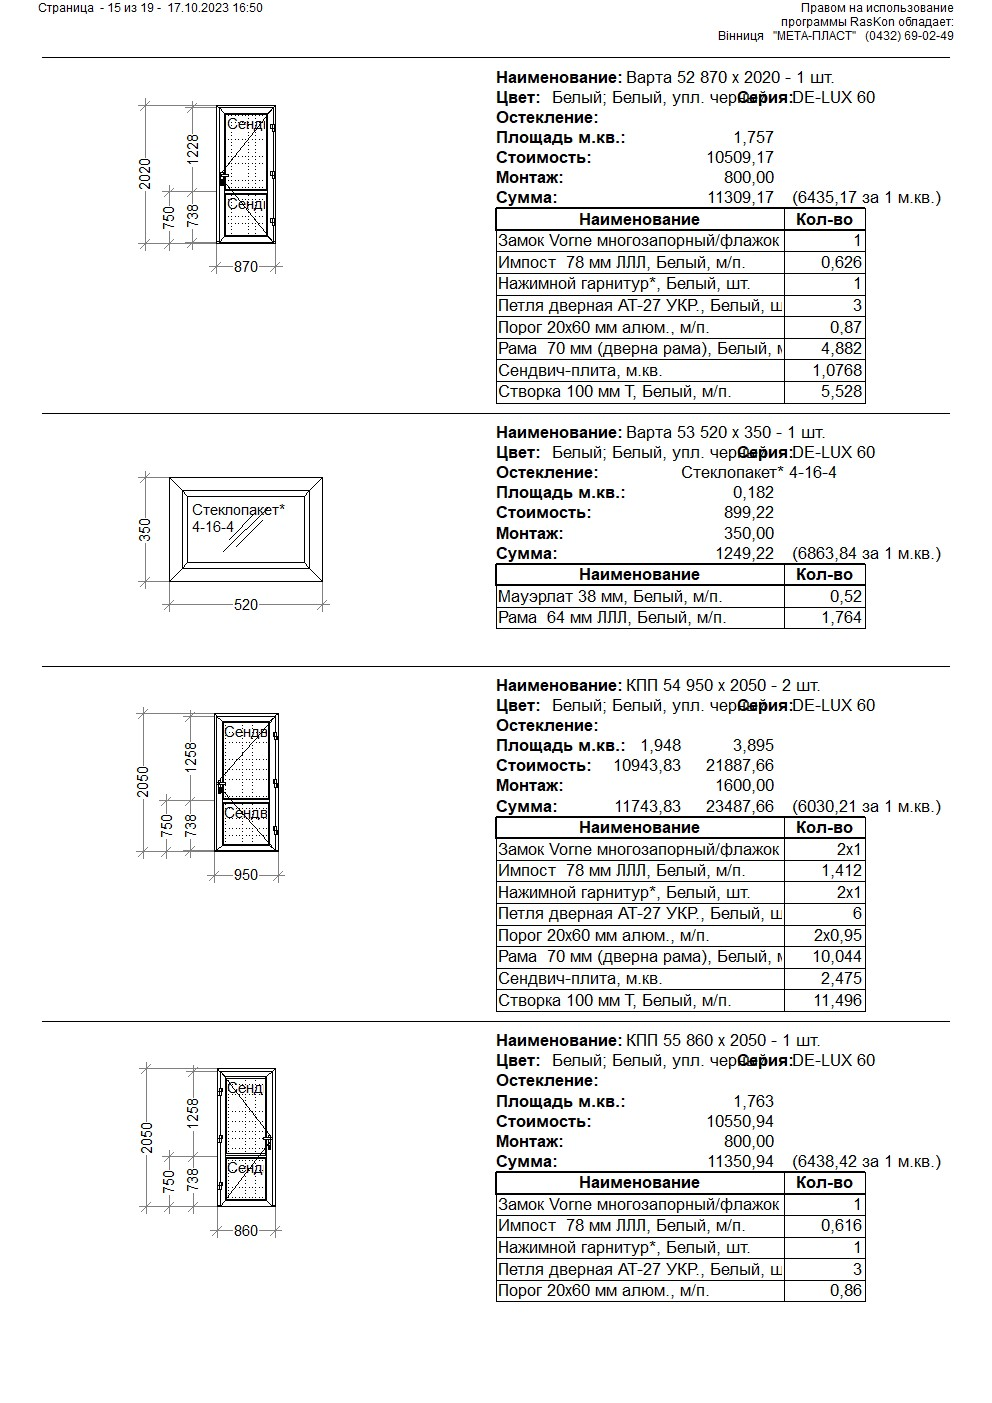 Страница - 15 из 19 - 17.10.2023 16:50
Правом на использование
программы RasKon обладает:
Вінниця "МЕТА-ПЛАСТ" (0432) 69-02-49
Наименование: Варта 52 870 x 2020 - 1 шт.
Цвет: Белый; Белый, упл. черный Серия: DE-LUX 60
Остекление:
Площадь м.кв.: 1,757
Стоимость: 10509,17
Монтаж: 800,00
Сумма: 11309,17 (6435,17 за 1 м.кв.)
Наименование Кол-во
Замок Vorne многозапорный/флажок 1
Импост 78 мм ЛЛЛ, Белый, м/п. 0,626
Нажимной гарнитур*, Белый, шт. 1
Петля дверная АТ-27 УКР., Белый, ш 3
Порог 20x60 мм алюм., м/п. 0,87
Рама 70 мм (дверна рама), Белый, м 4,882
Сендвич-плита, м.кв. 1,0768
Створка 100 мм Т, Белый, м/п. 5,528
2020
1228
750
738
Сенді
Сенді
870
Наименование: Варта 53 520 x 350 - 1 шт.
Цвет: Белый; Белый, упл. черный Серия: DE-LUX 60
Остекление: Стеклопакет* 4-16-4
Площадь м.кв.: 0,182
Стоимость: 899,22
Монтаж: 350,00
Сумма: 1249,22 (6863,84 за 1 м.кв.)
Наименование Кол-во
Мауэрлат 38 мм, Белый, м/п. 0,52
Рама 64 мм ЛЛЛ, Белый, м/п. 1,764
350
Стеклопакет*
4-16-4
520
Наименование: КПП 54 950 x 2050 - 2 шт.
Цвет: Белый; Белый, упл. черный Серия: DE-LUX 60
Остекление:
Площадь м.кв.: 1,948 3,895
Стоимость: 10943,83 21887,66
Монтаж: 1600,00
Сумма: 11743,83 23487,66 (6030,21 за 1 м.кв.)
Наименование Кол-во
Замок Vorne многозапорный/флажок 2x1
Импост 78 мм ЛЛЛ, Белый, м/п. 1,412
Нажимной гарнитур*, Белый, шт. 2x1
Петля дверная АТ-27 УКР., Белый, ш 6
Порог 20x60 мм алюм., м/п. 2x0,95
Рама 70 мм (дверна рама), Белый, м 10,044
Сендвич-плита, м.кв. 2,475
Створка 100 мм Т, Белый, м/п. 11,496
2050
1258
750
738
Сендв
Сендв
950
Наименование: КПП 55 860 x 2050 - 1 шт.
Цвет: Белый; Белый, упл. черный Серия: DE-LUX 60
Остекление:
Площадь м.кв.: 1,763
Стоимость: 10550,94
Монтаж: 800,00
Сумма: 11350,94 (6438,42 за 1 м.кв.)
Наименование Кол-во
Замок Vorne многозапорный/флажок 1
Импост 78 мм ЛЛЛ, Белый, м/п. 0,616
Нажимной гарнитур*, Белый, шт. 1
Петля дверная АТ-27 УКР., Белый, ш 3
Порог 20x60 мм алюм., м/п. 0,86
2050
1258
750
738
Сенд
Сенд
860